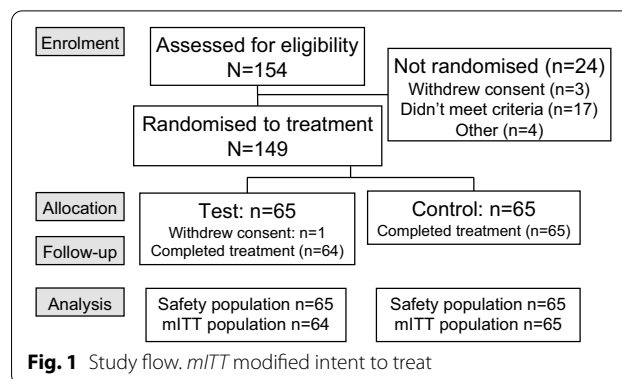 Enrolment
Assessed for eligibility
N=154
Not randomised (n=24)
Withdrew consent (n=3)
Didn't meet criteria (n=17)
Other (n=4)
Randomised to treatment
N=149
Allocation
Test: n=65
Withdrew consent: n=1
Completed treatment (n=64)
Control: n=65
Completed treatment (n=65)
Follow-up
Analysis
Safety population n=65
mITT population n=64
Safety population n=65
mITT population n=65
Fig. 1 Study flow. mITT modified intent to treat